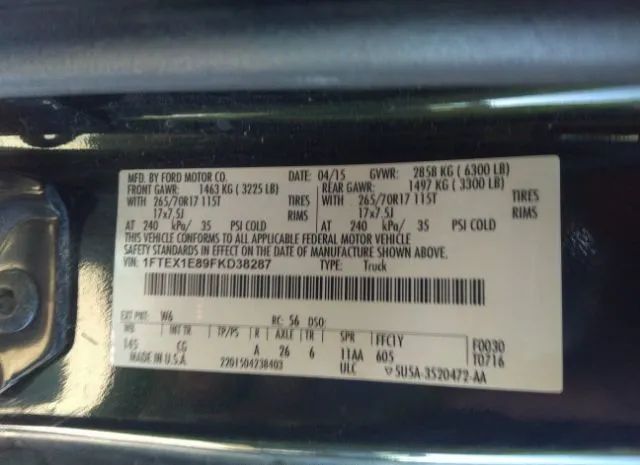 MFD. BY FORD MOTOR CO. 04/15 GVWR: 2858 KG ( 6300 LB)
FRONT GAWR: 1463 KG ( 3225 LB) REAR GAWR: 1497 KG ( 3300 LB)
WITH 265/70R17 115T TIRES WITH 265/70R17 115T TIRES
17x7.5J RIMS 17x7.5J RIMS
AT 240 kPa/ 35 PSI COLD AT 240 kPa/ 35 PSI COLD
THIS VEHICLE CONFORMS TO ALL APPLICABLE FEDERAL MOTOR VEHICLE
SAFETY STANDARDS IN EFFECT ON THE DATE OF MANUFACTURE SHOWN ABOVE
VIN: 1FTEX1E89FKD38287 TYPE: Truck
EXT PNT: W6 RC: 56 DSO:
WB INT TR TP/PS R AXLE TR SPR FFC1Y F0030
145 CG A 26 6 11AA 605 T0716
MADE IN U.S.A. 2201504238403 ULC 5U5A-3520472-AA